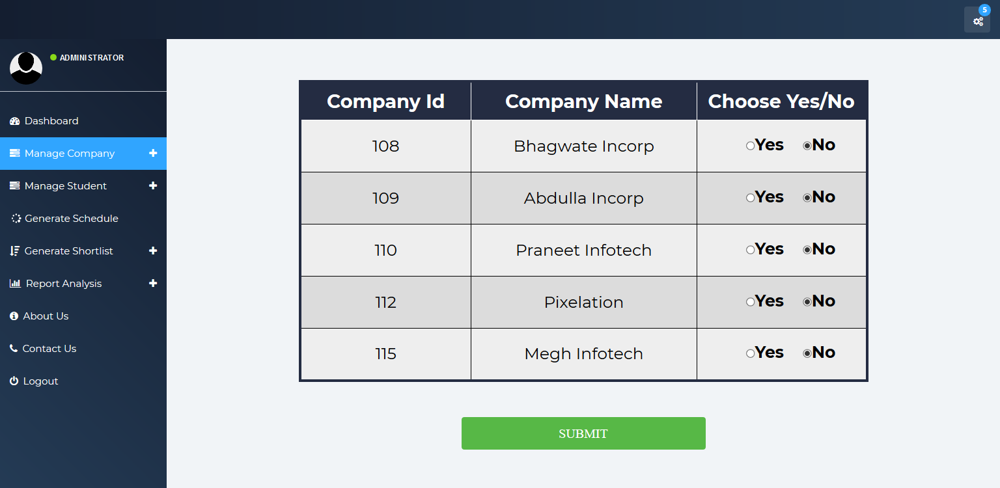 5
ADMINISTRATOR
Dashboard
Manage Company
Manage Student
Generate Schedule
Generate Shortlist
Report Analysis
About Us
Contact Us
Logout
Company Id Company Name Choose Yes/No
108 Bhagwate Incorp Yes No
109 Abdulla Incorp Yes No
110 Praneet Infotech Yes No
112 Pixelation Yes No
115 Megh Infotech Yes No
SUBMIT